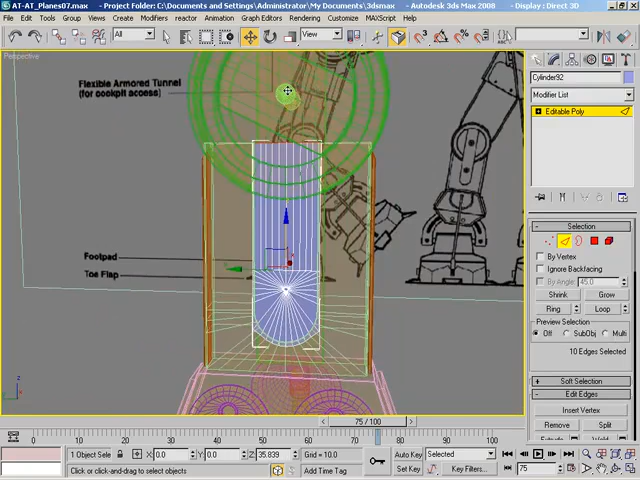 AT-AT_Planes07.max - Project Folder: C:\Documents and Settings\Administrator\My Documents\3dsmax - Autodesk 3ds Max 2008 - Display : Direct 3D
File Edit Tools Group Views Create Modifiers reactor Animation Graph Editors Rendering Customize MAXScript Help
All View
Perspective
Flexible Armored Tunnel
(for cockpit access)
Footpad
Toe Flap
Cylinder92
Modifier List
Editable Poly
Selection
By Vertex
Ignore Backfacing
By Angle: 45.0
Shrink Grow
Ring Loop
Preview Selection
Off SubObj Multi
10 Edges Selected
Soft Selection
Edit Edges
Insert Vertex
Remove Split
75 / 100
0 10 20 30 40 50 60 70 80 90 100
1 Object Sele X: 0.0 Y: 0.0 Z: 35.839 Grid = 10.0 Auto Key Selected
Click or click-and-drag to select objects Add Time Tag Set Key Key Filters... 75